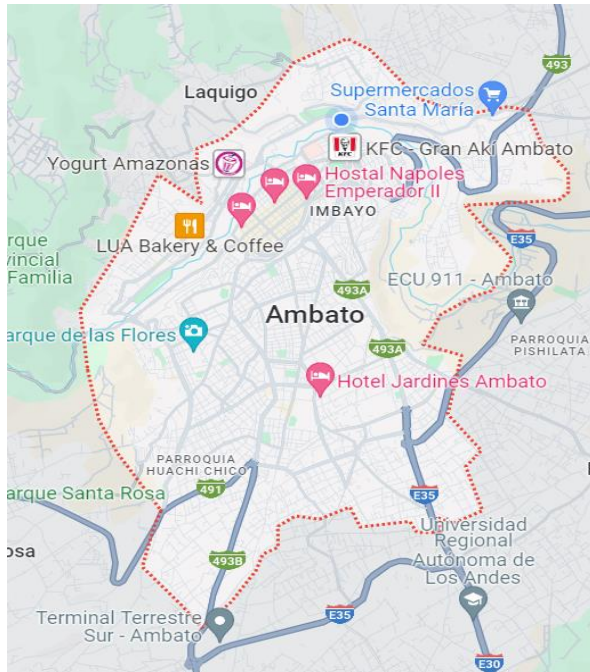 493
Laquigo
Supermercados
Santa María
Yogurt Amazonas
KFC
KFC - Gran Akí Ambato
Hostal Napoles
Emperador II
IMBAYO
LUA Bakery & Coffee
arque
vincial
Familia
E35
ECU 911 - Ambato
493A
Ambato
arque de las Flores
493A
PARROQUIA
PISHILATA
Hotel Jardines Ambato
PARROQUIA
HUACHI CHICO
arque Santa Rosa
491
E35
Universidad
Regional
Autónoma de
Los Andes
osa
493B
Terminal Terrestre
Sur - Ambato
E35
E30